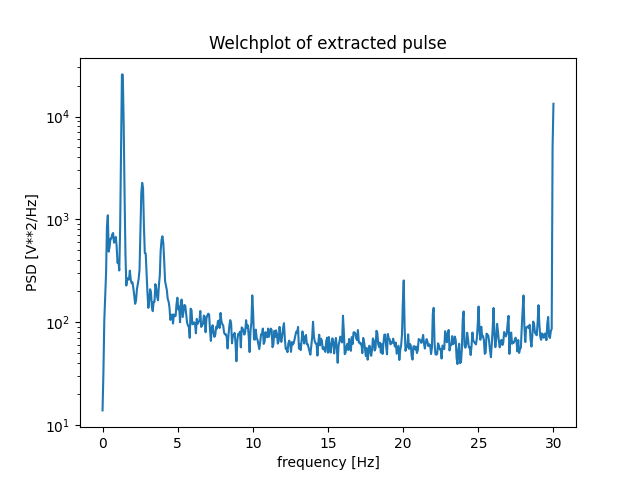 Welchplot of extracted pulse
PSD [V**2/Hz]
10^4
10^3
10^2
10^1
0 5 10 15 20 25 30
frequency [Hz]